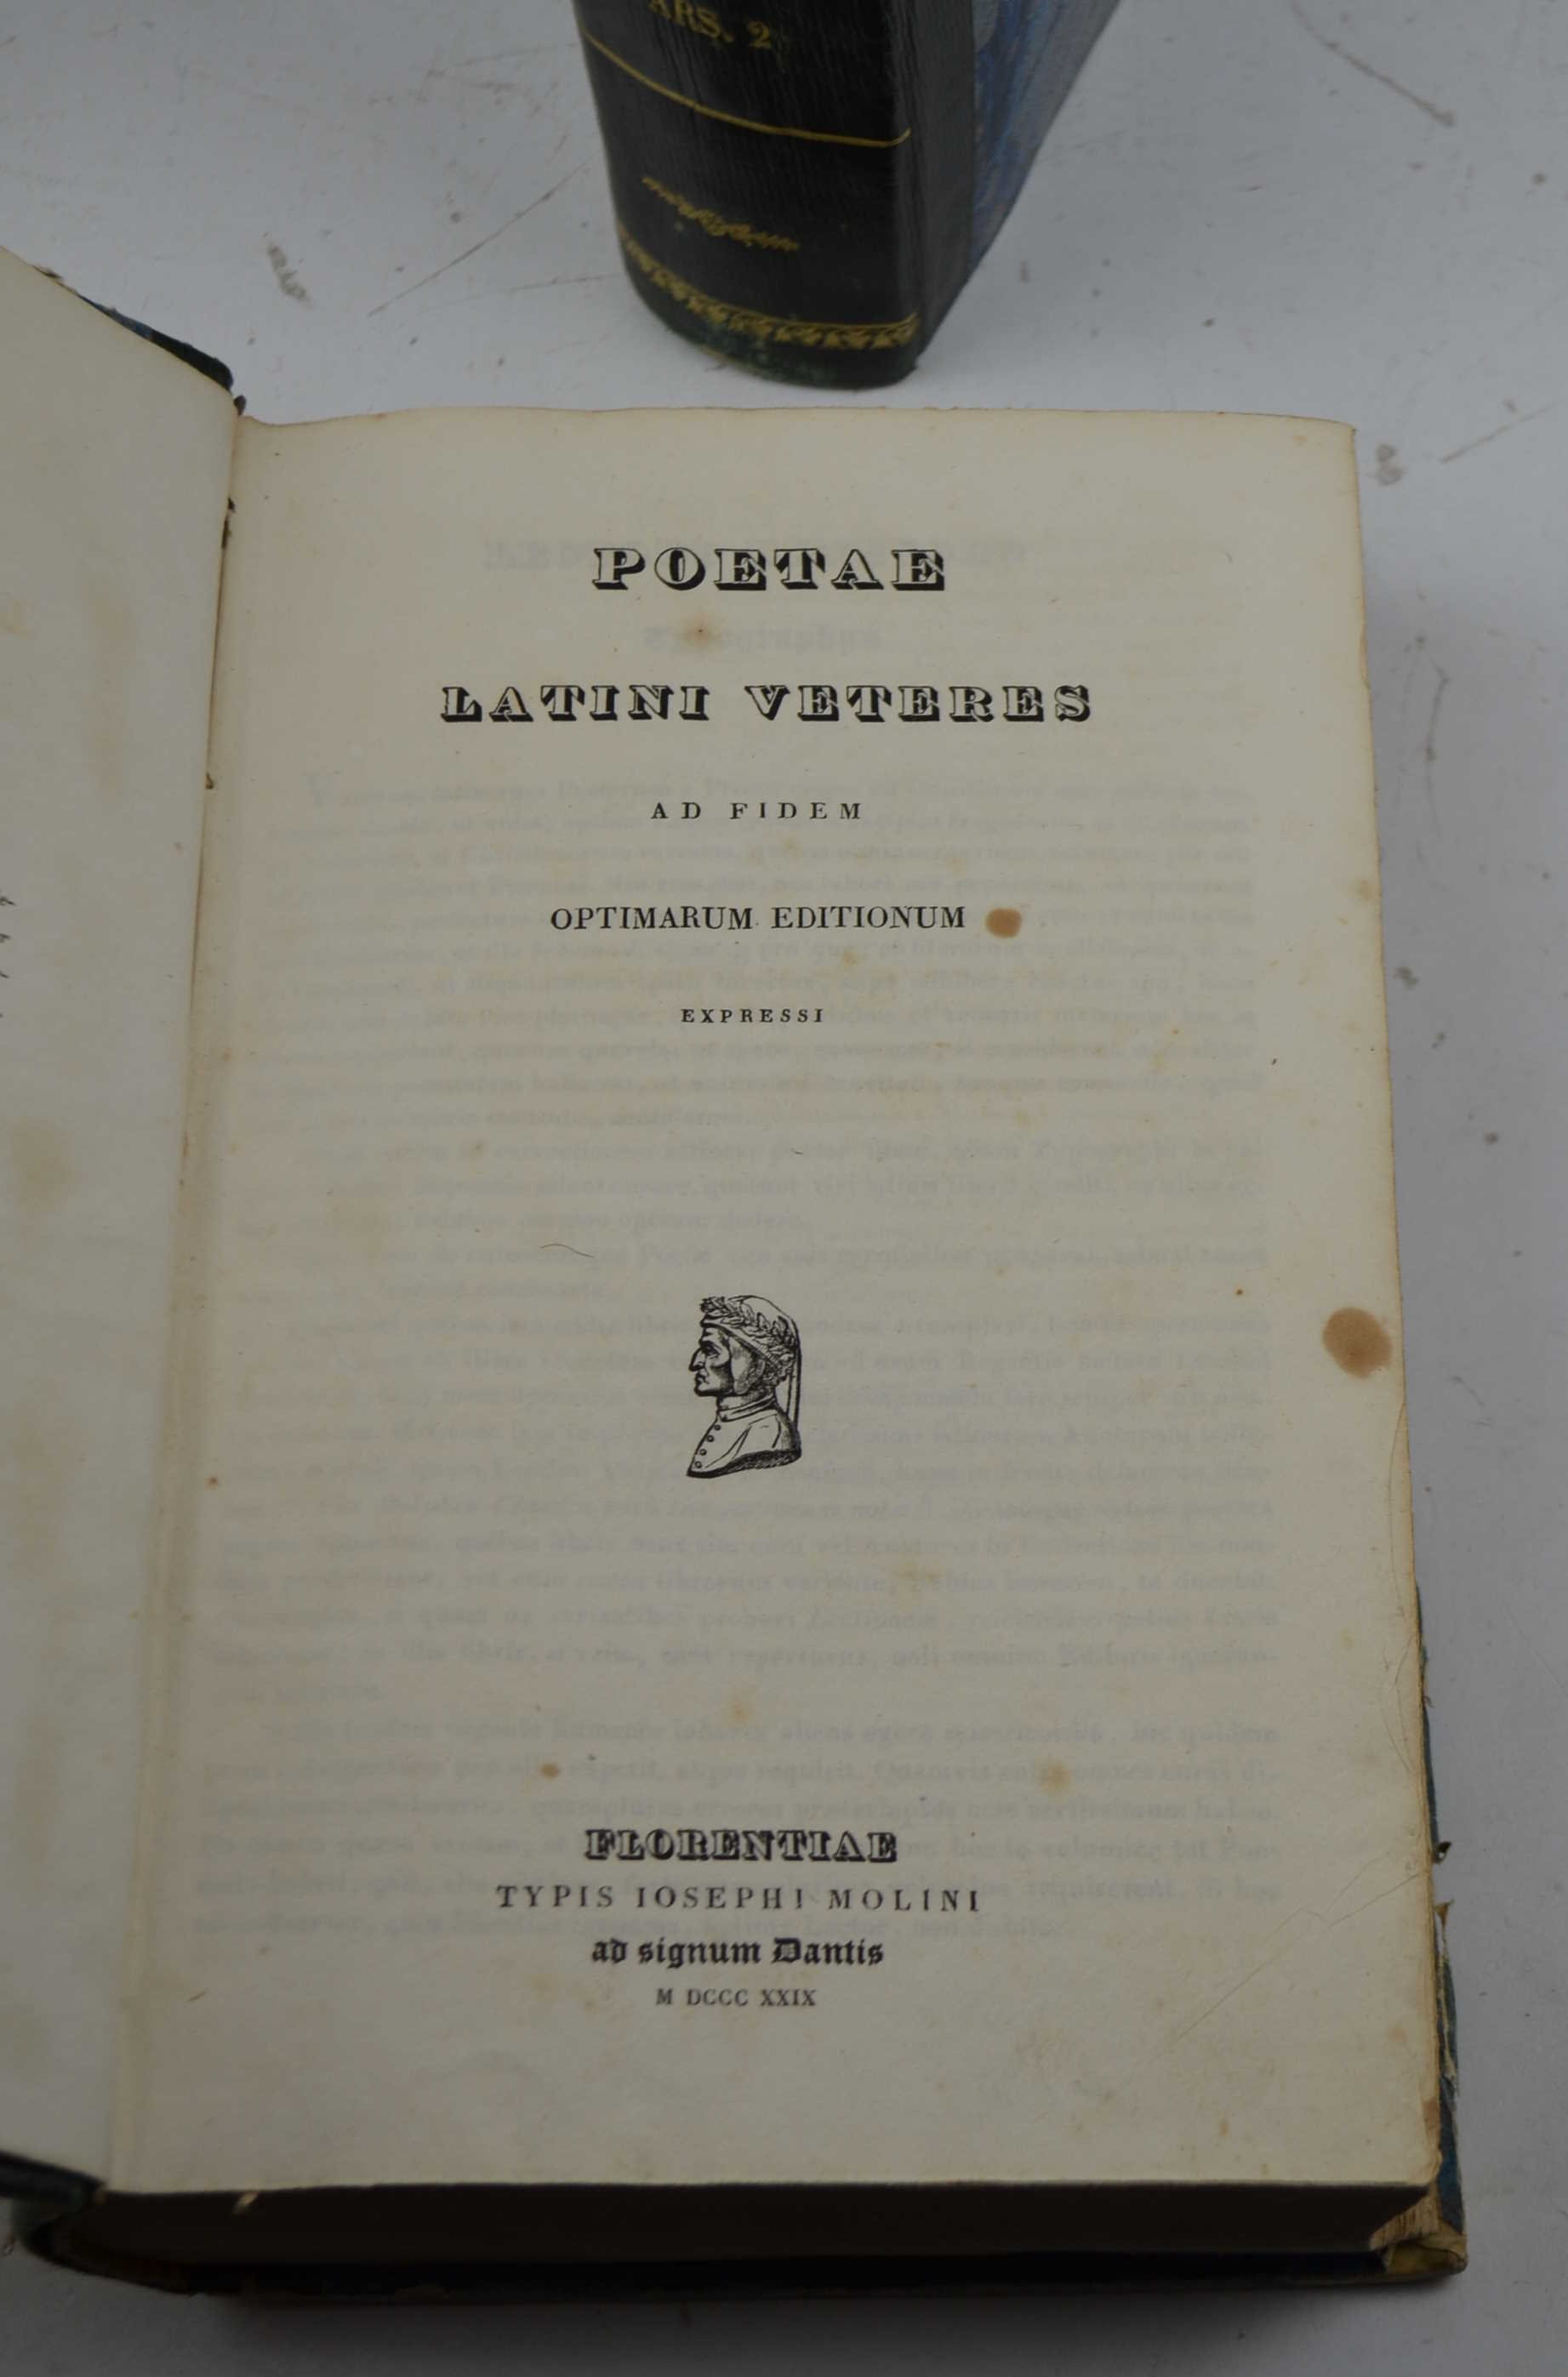 ARS. 2
POETAE
LATINI VETERES
AD FIDEM
OPTIMARUM EDITIONUM
EXPRESSI
FLORENTIAE
TYPIS IOSEPHI MOLINI
ad signum Dantis
M DCCC XXIX